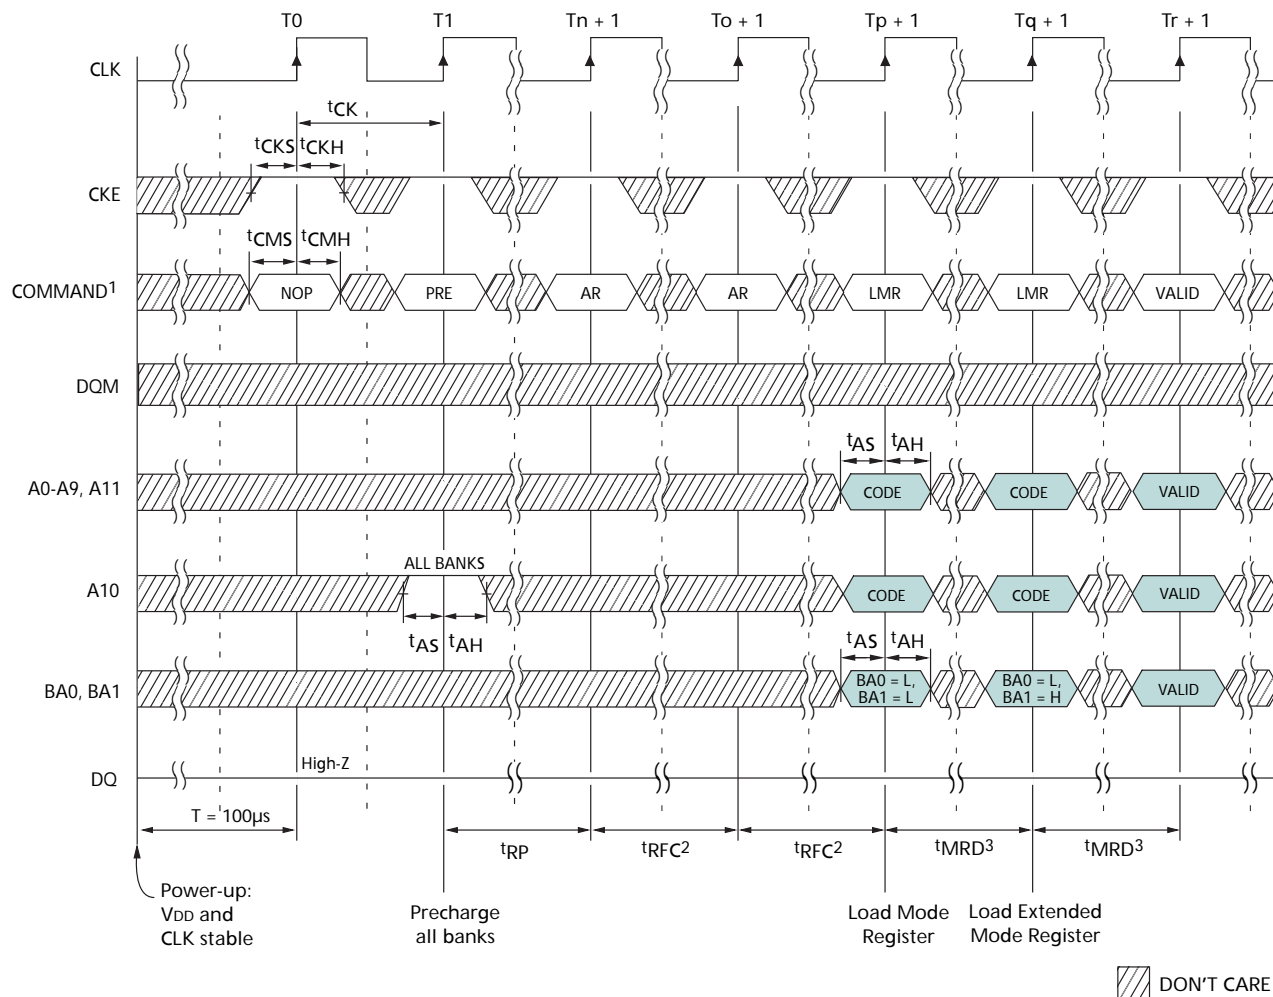 T0 T1 Tn + 1 To + 1 Tp + 1 Tq + 1 Tr + 1
CLK
tCK
tCKS tCKH
CKE
tCMS tCMH
COMMAND1 NOP PRE AR AR LMR LMR VALID
DQM
tAS tAH
A0-A9, A11 CODE CODE VALID
ALL BANKS
A10 CODE CODE VALID
tAS tAH tAS tAH
BA0, BA1 BA0 = L, BA0 = L, VALID
BA1 = L BA1 = H
High-Z
DQ
T = 100µs
tRP tRFC2 tRFC2 tMRD3 tMRD3
Power-up:
VDD and
CLK stable
Precharge
all banks
Load Mode
Register
Load Extended
Mode Register
DON'T CARE